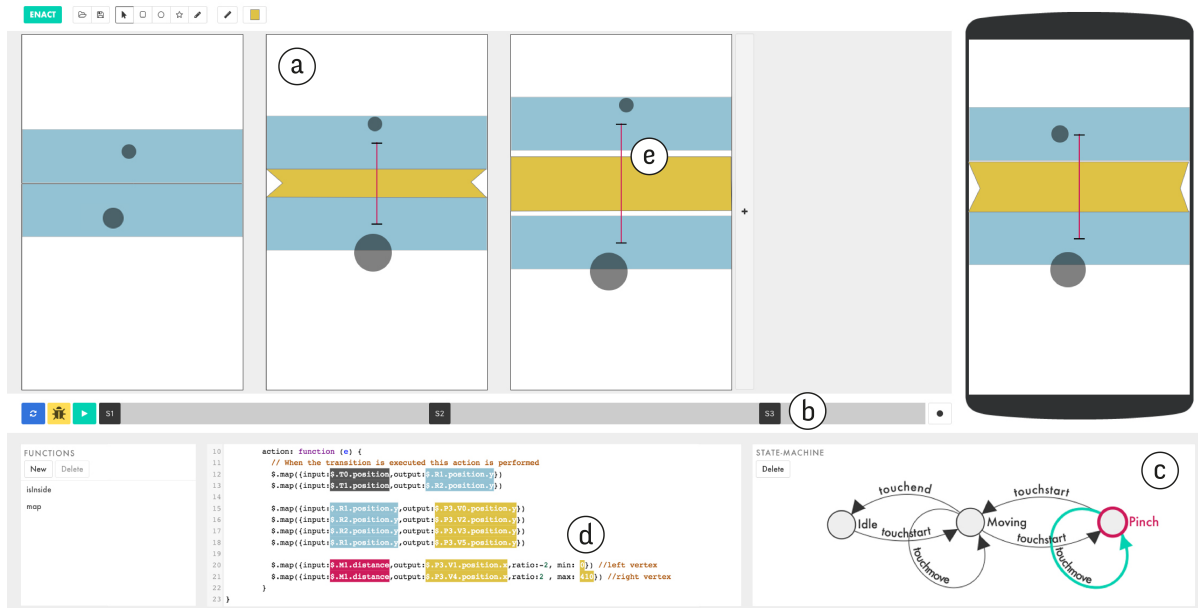 ENACT
a
e
+
S1
S2
S3
b
FUNCTIONS
New Delete
isInside
map
10 action: function (e) {
11 // When the transition is executed this action is performed
12 $.map({input:$.T0.position,output:$.R1.position.y})
13 $.map({input:$.T1.position,output:$.R2.position.y})
14
15 $.map({input:$.R1.position.y,output:$.P3.V0.position.y})
16 $.map({input:$.R2.position.y,output:$.P3.V2.position.y})
17 $.map({input:$.R2.position.y,output:$.P3.V3.position.y})
18 $.map({input:$.R1.position.y,output:$.P3.V5.position.y})
19
20 $.map({input:$.M1.distance,output:$.P3.V1.position.x,ratio:-2, min: 0}) //left vertex
21 $.map({input:$.M1.distance,output:$.P3.V4.position.x,ratio:2 , max: 410}) //right vertex
22 }
23 }
d
STATE-MACHINE
Delete
c
touchend
touchstart
Idle
touchstart
Moving
touchstart
Pinch
touchmove
touchmove